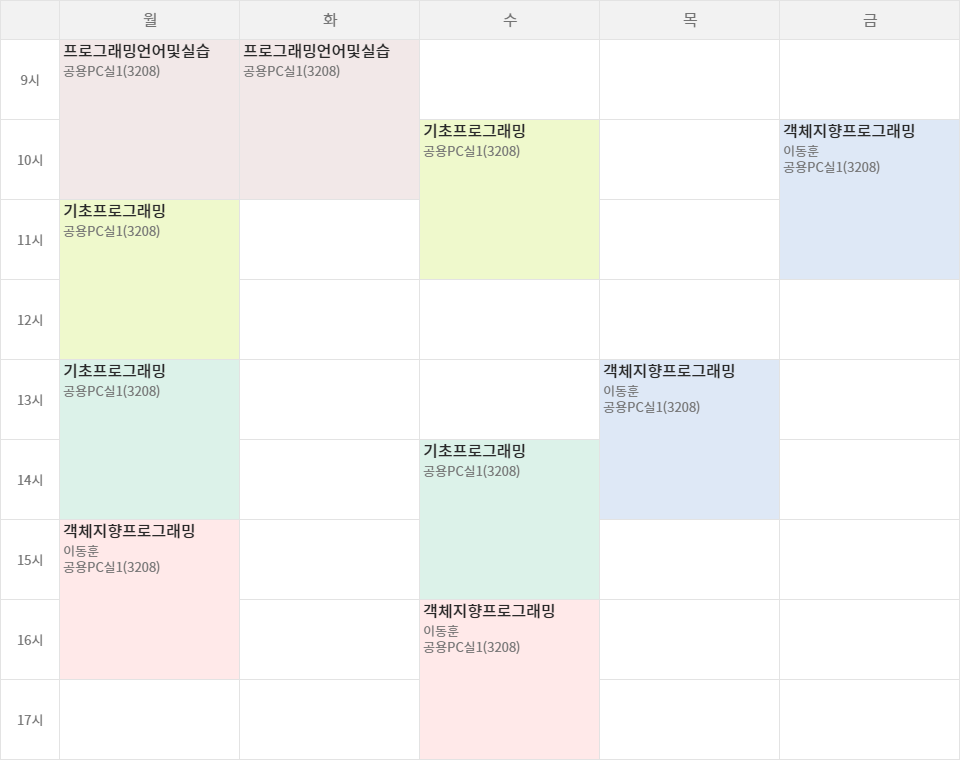 월 화 수 목 금
9시
프로그래밍언어및실습
공용PC실1(3208)
프로그래밍언어및실습
공용PC실1(3208)
10시
기초프로그래밍
공용PC실1(3208)
객체지향프로그래밍
이동훈
공용PC실1(3208)
11시
기초프로그래밍
공용PC실1(3208)
12시
13시
기초프로그래밍
공용PC실1(3208)
객체지향프로그래밍
이동훈
공용PC실1(3208)
14시
기초프로그래밍
공용PC실1(3208)
15시
객체지향프로그래밍
이동훈
공용PC실1(3208)
16시
객체지향프로그래밍
이동훈
공용PC실1(3208)
17시